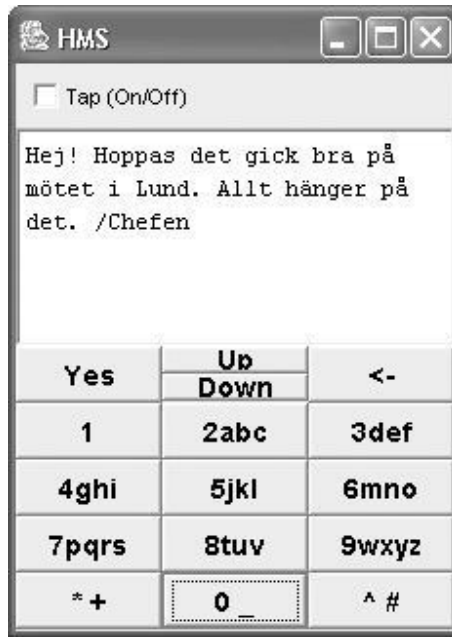 HMS
Tap (On/Off)
Hej! Hoppas det gick bra på
mötet i Lund. Allt hänger på
det. /Chefen
Yes
Up
Down
<-
1
2abc
3def
4ghi
5jkl
6mno
7pqrs
8tuv
9wxyz
* +
0 _
^ #